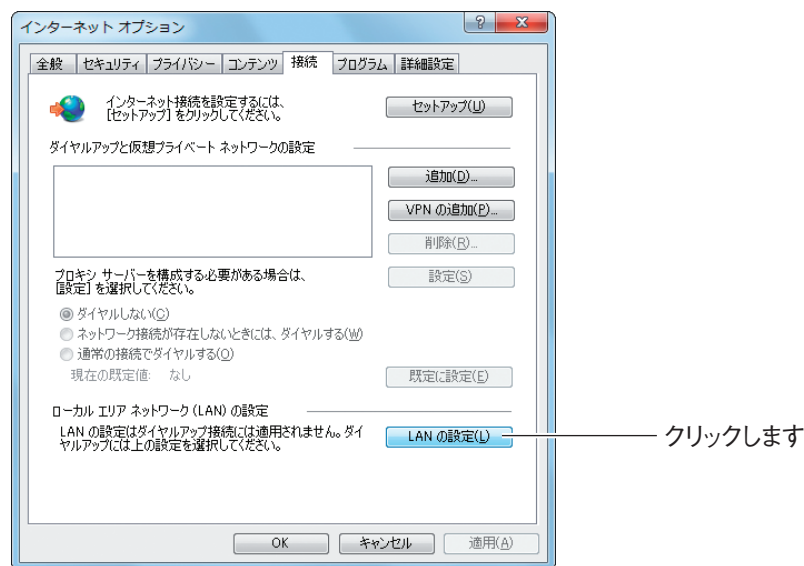 インターネット オプション
全般 セキュリティ プライバシー コンテンツ 接続 プログラム 詳細設定
インターネット接続を設定するには、
[セットアップ] をクリックしてください。
セットアップ(U)
ダイヤルアップと仮想プライベート ネットワークの設定
追加(D)...
VPN の追加(P)...
削除(R)...
プロキシ サーバーを構成する必要がある場合は、
[設定] を選択してください。
設定(S)
ダイヤルしない(C)
ネットワーク接続が存在しないときには、ダイヤルする(W)
通常の接続でダイヤルする(O)
現在の既定値: なし
既定に設定(E)
ローカル エリア ネットワーク (LAN) の設定
LAN の設定はダイヤルアップ接続には適用されません。ダイ
ヤルアップには上の設定を選択してください。
LAN の設定(L)
クリックします
OK キャンセル 適用(A)